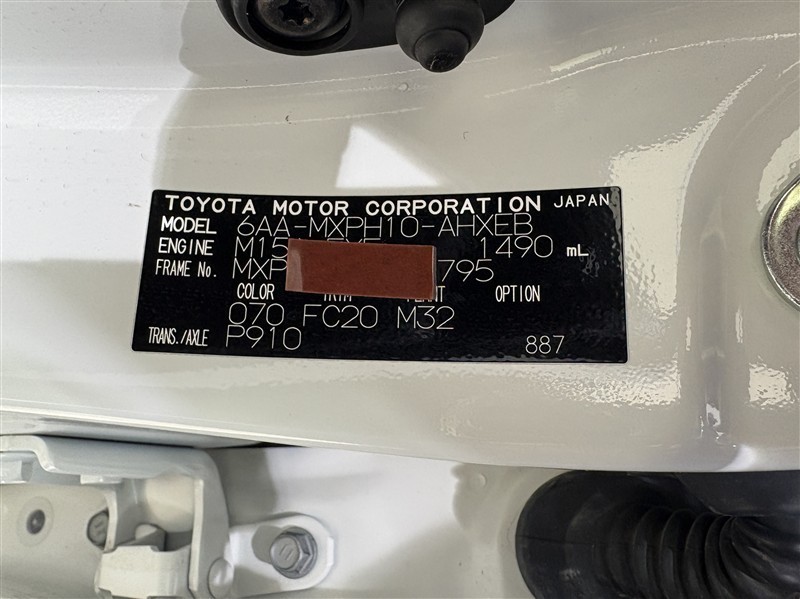 TOYOTA MOTOR CORPORATION JAPAN
MODEL 6AA-MXPH10-AHXEB
ENGINE M15 1490 mL
FRAME No. MXP 795
COLOR OPTION
070 FC20 M32
TRANS./AXLE P910 887